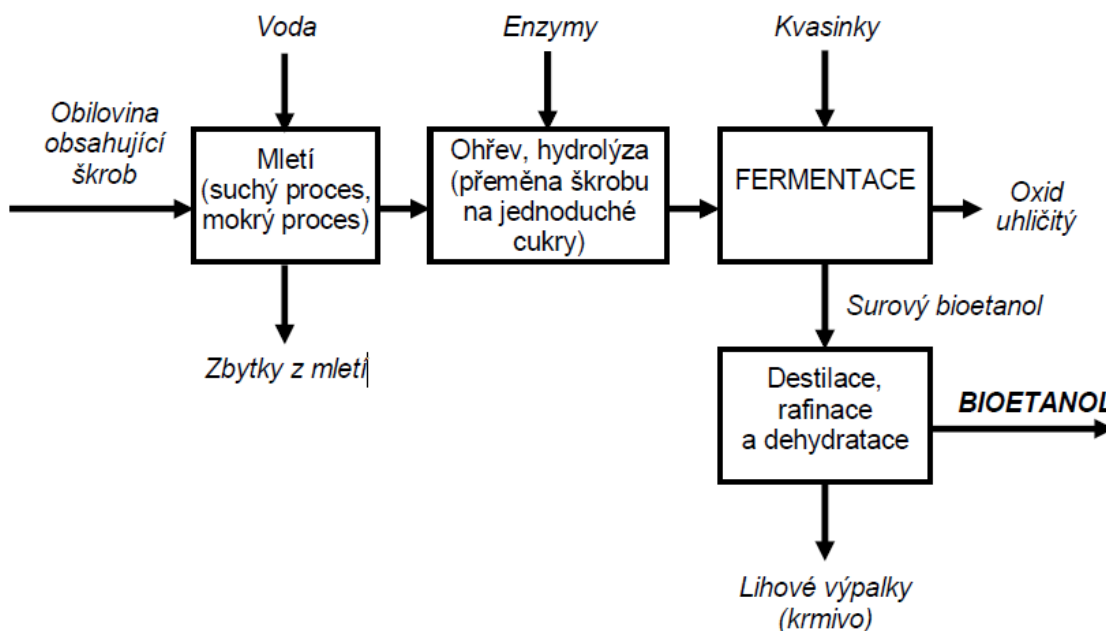 Voda
Enzymy
Kvasinky
Obilovina
obsahující
škrob
Mletí
(suchý proces,
mokrý proces)
Ohřev, hydrolýza
(přeměna škrobu
na jednoduché
cukry)
FERMENTACE
Oxid
uhličitý
Zbytky z mletí
Surový bioetanol
Destilace,
rafinace
a dehydratace
BIOETANOL
Lihové výpalky
(krmivo)